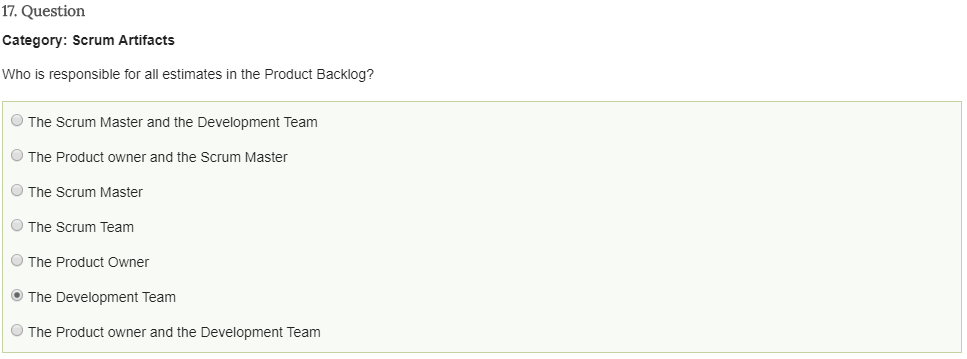 17. Question
Category: Scrum Artifacts
Who is responsible for all estimates in the Product Backlog?
The Scrum Master and the Development Team
The Product owner and the Scrum Master
The Scrum Master
The Scrum Team
The Product Owner
The Development Team
The Product owner and the Development Team